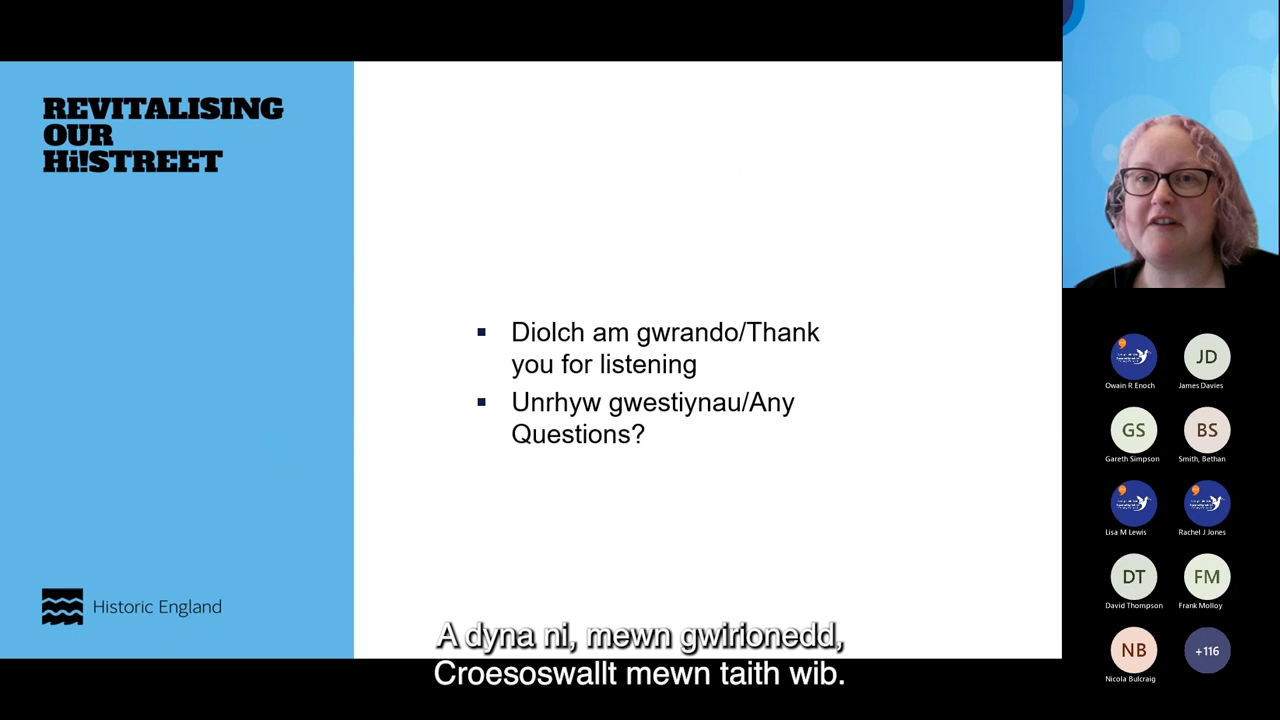 REVITALISING
OUR
Hi!STREET
▪ Diolch am gwrando/Thank
you for listening
▪ Unrhyw gwestiynau/Any
Questions?
Historic England
A dyna ni, mewn gwirionedd,
Croesoswallt mewn taith wib.
Owain R Enoch
JD
James Davies
GS
Gareth Simpson
BS
Smith, Bethan
Lisa M Lewis
Rachel J Jones
DT
David Thompson
FM
Frank Molloy
NB
Nicola Bulcraig
+116